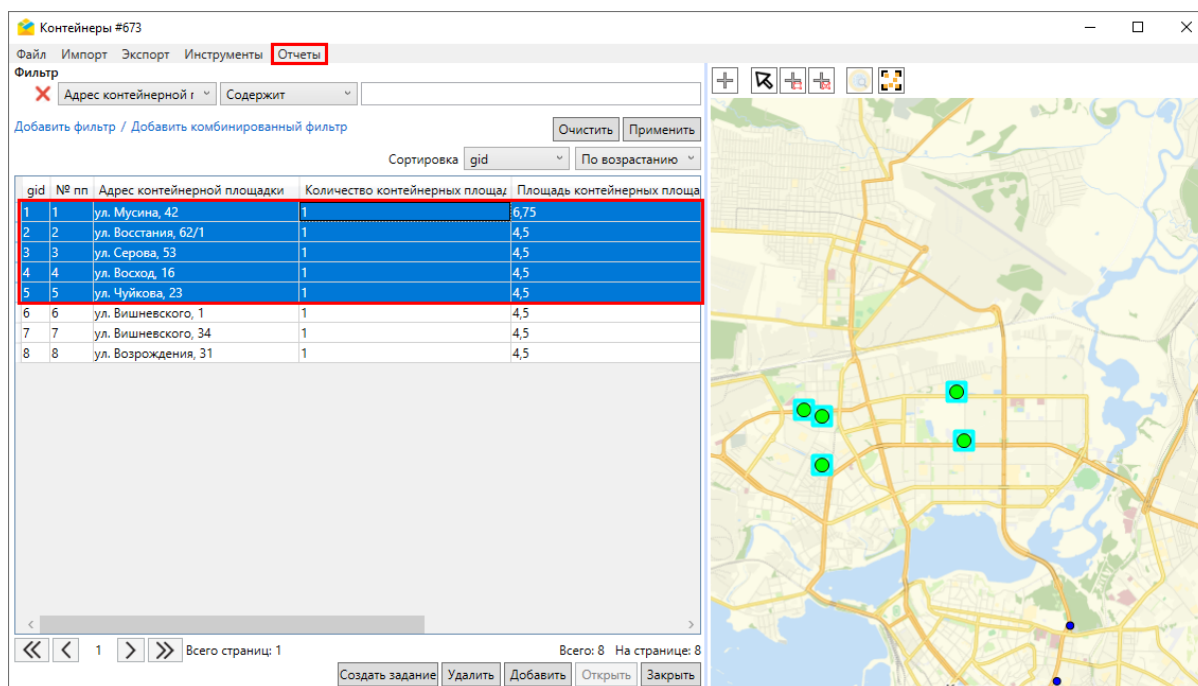 Контейнеры #673
Файл Импорт Экспорт Инструменты Отчеты
Фильтр
Адрес контейнерной г Содержит
Добавить фильтр / Добавить комбинированный фильтр
Очистить Применить
Сортировка gid По возрастанию
gid № пп Адрес контейнерной площадки Количество контейнерных площад Площадь контейнерных площа
1 1 ул. Мусина, 42 1 6,75
2 2 ул. Восстания, 62/1 1 4,5
3 3 ул. Серова, 53 1 4,5
4 4 ул. Восход, 16 1 4,5
5 5 ул. Чуйкова, 23 1 4,5
6 6 ул. Вишневского, 1 1 4,5
7 7 ул. Вишневского, 34 1 4,5
8 8 ул. Возрождения, 31 1 4,5
1 Всего страниц: 1 Всего: 8 На странице: 8
Создать задание Удалить Добавить Открыть Закрыть